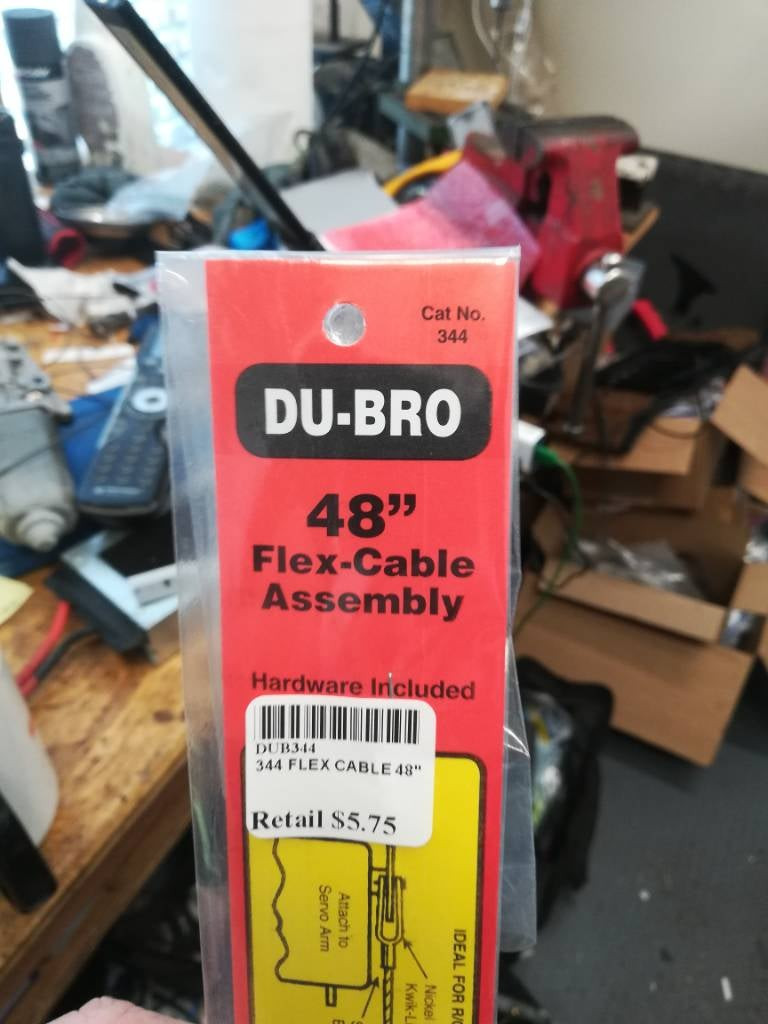 Cat No.
344
DU-BRO
48”
Flex-Cable
Assembly
Hardware Included
DUB344
344 FLEX CABLE 48"
Retail $5.75
Attach to
Servo Arm
Nickel
IDEAL FOR